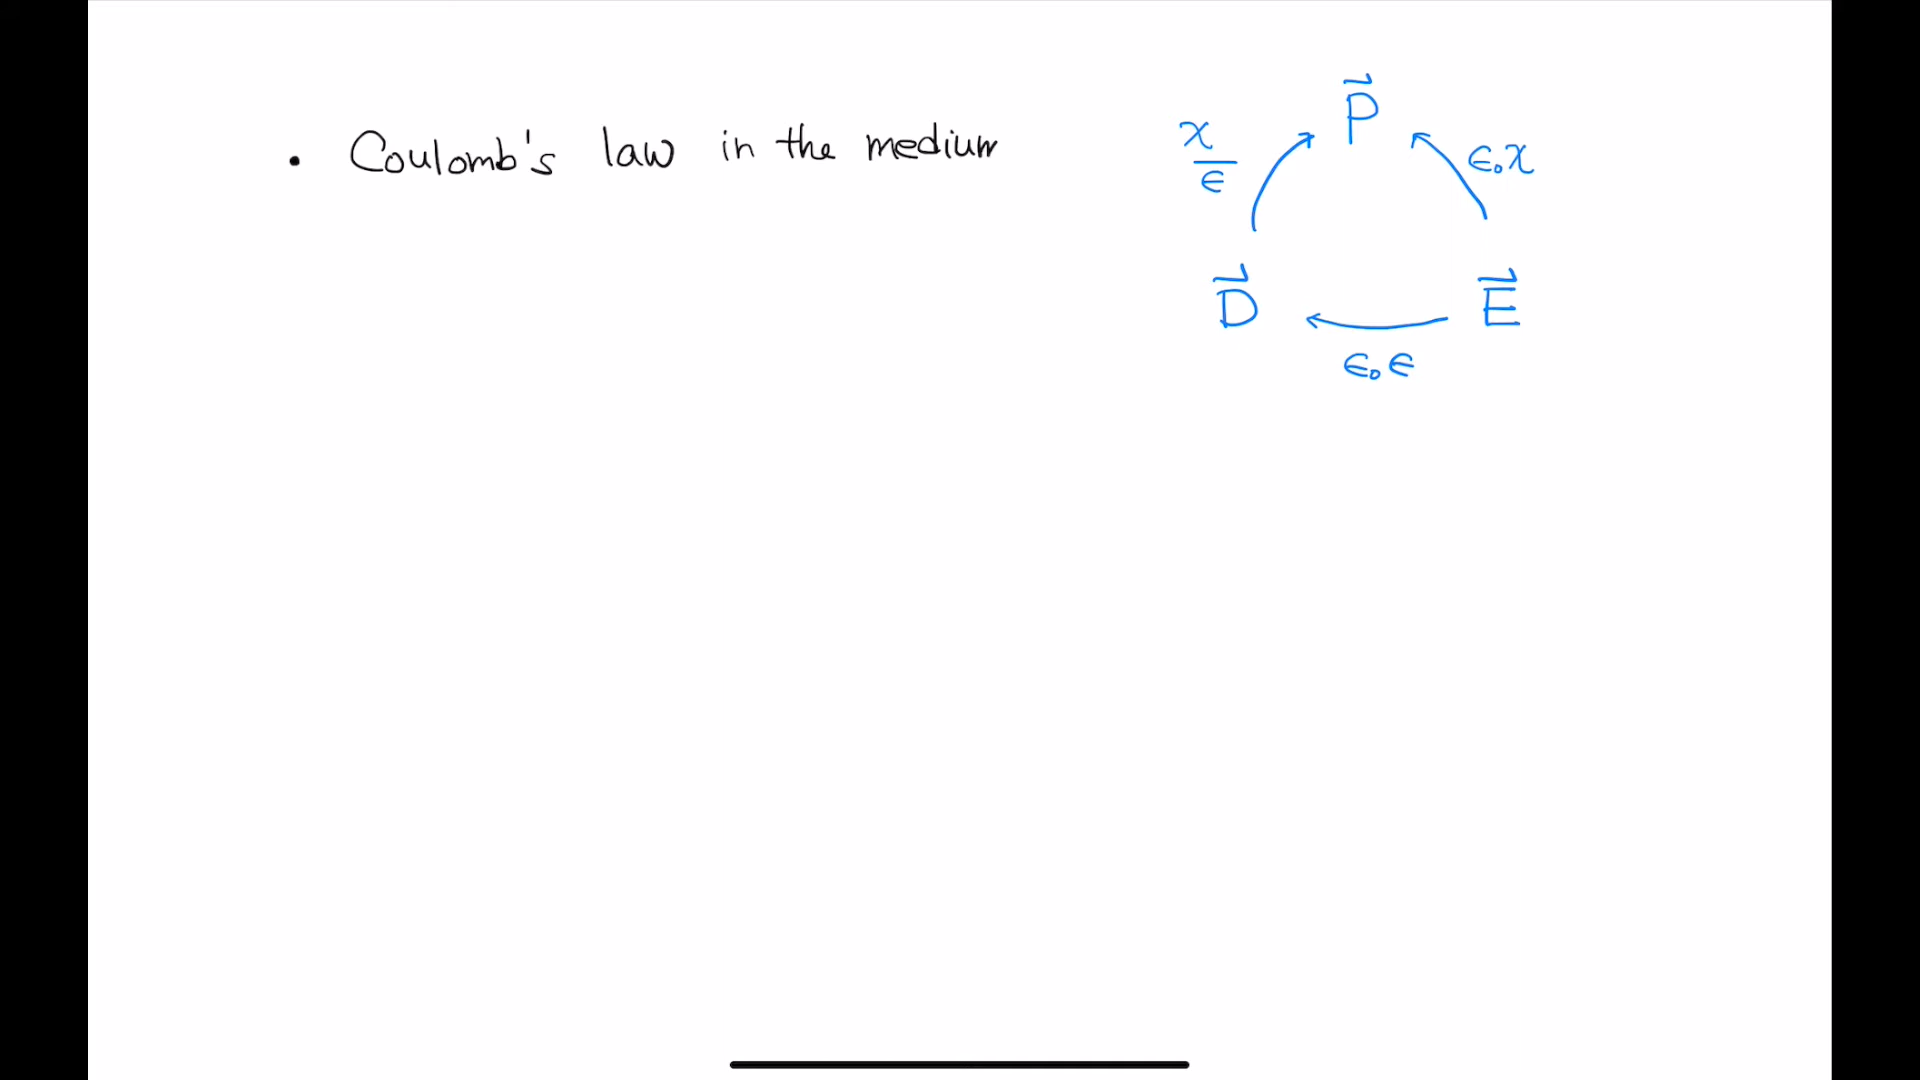 • Coulomb's law in the medium
P⃗
χ/ϵ
ϵ₀χ
D⃗
E⃗
ϵ₀ϵ